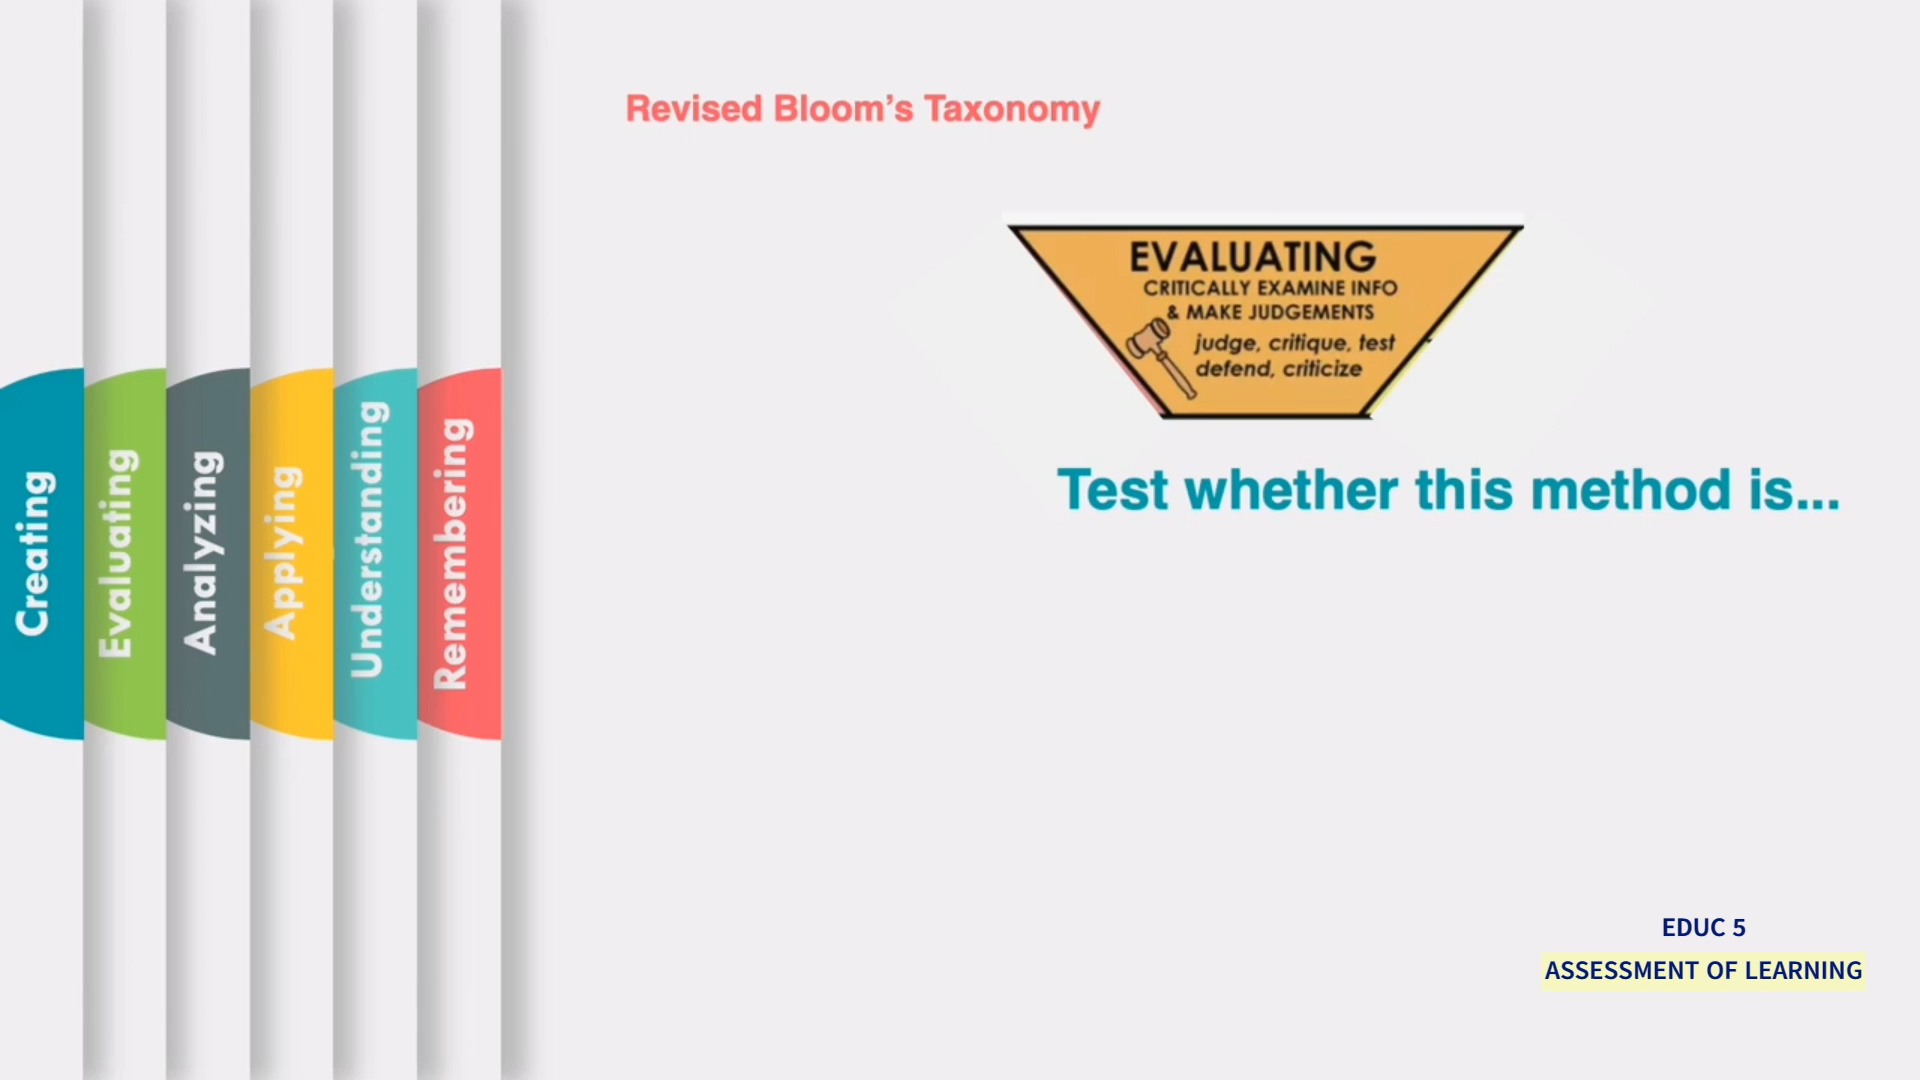 Creating
Evaluating
Analyzing
Applying
Understanding
Remembering
Revised Bloom’s Taxonomy
EVALUATING
CRITICALLY EXAMINE INFO
& MAKE JUDGEMENTS
judge, critique, test
defend, criticize
Test whether this method is...
EDUC 5
ASSESSMENT OF LEARNING